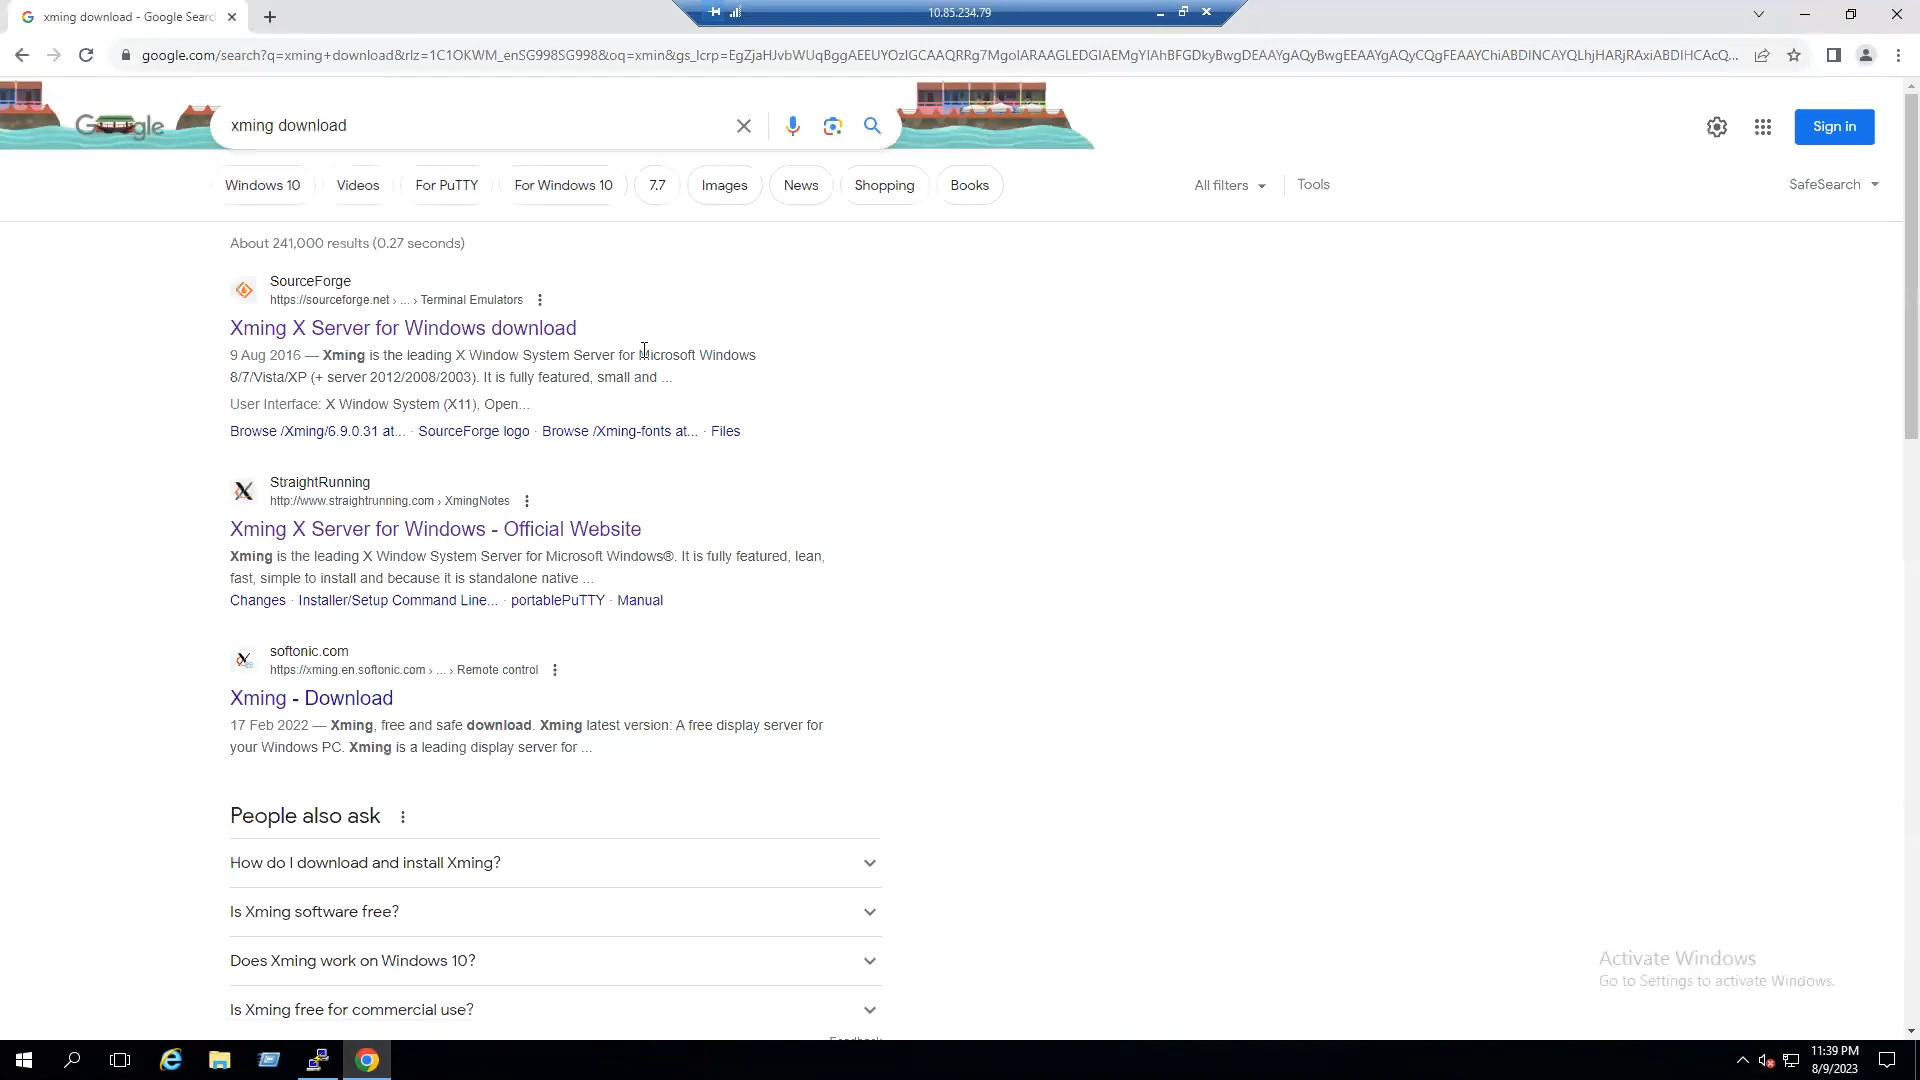 xming download - Google Searc
10.85.234.79
google.com/search?q=xming+download&rlz=1C1OKWM_enSG998SG998&oq=xmin&gs_lcrp=EgZjaHJvbWUqBggAEEUYOzIGCAAQRRg7MgoIARAAGLEDGIAEMgYIAhBFGDkyBwgDEAAYgAQyBwgEEAAYgAQyCQgFEAAYChiABDINCAYQLhjHARjRAxiABDIHCAcQ...
Google
xming download
Sign in
Windows 10
Videos
For PuTTY
For Windows 10
7.7
Images
News
Shopping
Books
All filters
Tools
SafeSearch
About 241,000 results (0.27 seconds)
SourceForge
https://sourceforge.net › ... › Terminal Emulators
Xming X Server for Windows download
9 Aug 2016 — Xming is the leading X Window System Server for Microsoft Windows
8/7/Vista/XP (+ server 2012/2008/2003). It is fully featured, small and ...
User Interface: X Window System (X11), Open...
Browse /Xming/6.9.0.31 at... · SourceForge logo · Browse /Xming-fonts at... · Files
StraightRunning
http://www.straightrunning.com › XmingNotes
Xming X Server for Windows - Official Website
Xming is the leading X Window System Server for Microsoft Windows®. It is fully featured, lean,
fast, simple to install and because it is standalone native ...
Changes · Installer/Setup Command Line... · portablePuTTY · Manual
softonic.com
https://xming.en.softonic.com › ... › Remote control
Xming - Download
17 Feb 2022 — Xming, free and safe download. Xming latest version: A free display server for
your Windows PC. Xming is a leading display server for ...
People also ask
How do I download and install Xming?
Is Xming software free?
Does Xming work on Windows 10?
Is Xming free for commercial use?
Feedback
Activate Windows
Go to Settings to activate Windows.
11:39 PM
8/9/2023